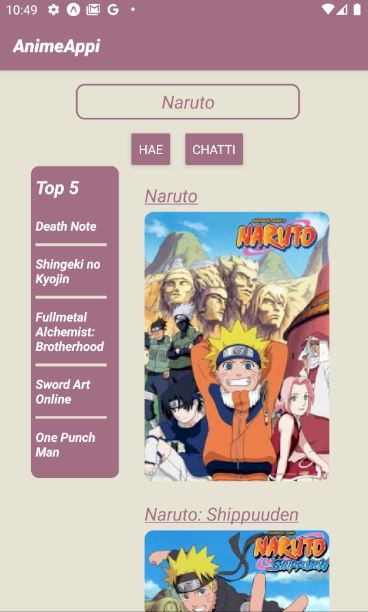 10:49
AnimeAppi
Naruto
HAE
CHATTI
Top 5
Death Note
Shingeki no
Kyojin
Fullmetal
Alchemist:
Brotherhood
Sword Art
Online
One Punch
Man
Naruto
NARUTO
Naruto: Shippuuden
NARUTO
SHIPPUDEN